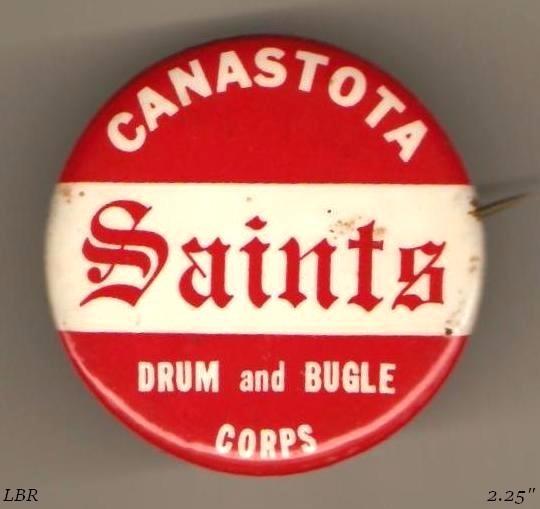 CANASTOTA
Saints
DRUM and BUGLE
CORPS
LBR 2.25"